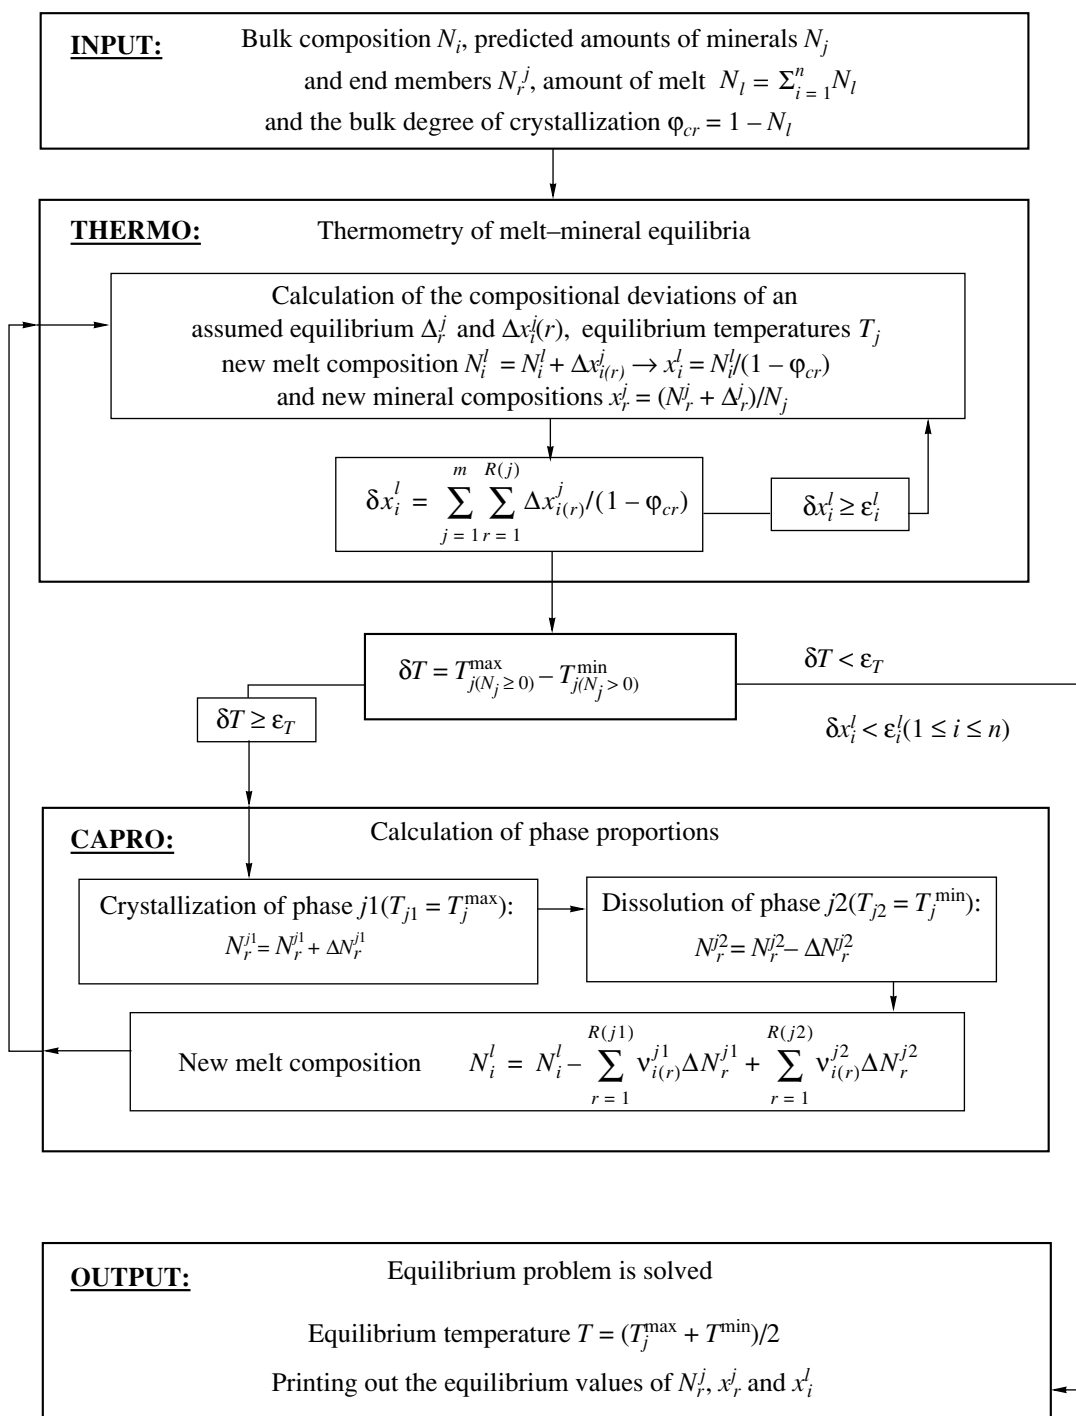 INPUT: Bulk composition N_i, predicted amounts of minerals N_j
and end members N_r^j, amount of melt N_l = Σ_{i = 1}^n N_l
and the bulk degree of crystallization φ_cr = 1 – N_l
THERMO: Thermometry of melt–mineral equilibria
Calculation of the compositional deviations of an
assumed equilibrium Δ_r^j and Δx_i^j(r), equilibrium temperatures T_j
new melt composition N_i^l = N_i^l + Δx_{i(r)}^j → x_i^l = N_i^l/(1 – φ_cr)
and new mineral compositions x_r^j = (N_r^j + Δ_r^j)/N_j
δx_i^l = Σ_{j = 1}^{m} Σ_{r = 1}^{R(j)} Δx_{i(r)}^j/(1 – φ_cr)
δx_i^l ≥ ε_i^l
δT = T_{j(N_j ≥ 0)}^max – T_{j(N_j > 0)}^min
δT < ε_T
δx_i^l < ε_i^l(1 ≤ i ≤ n)
δT ≥ ε_T
CAPRO: Calculation of phase proportions
Crystallization of phase j1(T_{j1} = T_j^max):
N_r^{j1} = N_r^{j1} + ΔN_r^{j1}
Dissolution of phase j2(T_{j2} = T_j^min):
N_r^{j2} = N_r^{j2} – ΔN_r^{j2}
New melt composition N_i^l = N_i^l – Σ_{r = 1}^{R(j1)} ν_{i(r)}^{j1} ΔN_r^{j1} + Σ_{r = 1}^{R(j2)} ν_{i(r)}^{j2} ΔN_r^{j2}
OUTPUT: Equilibrium problem is solved
Equilibrium temperature T = (T_j^max + T^min)/2
Printing out the equilibrium values of N_r^j, x_r^j and x_i^l